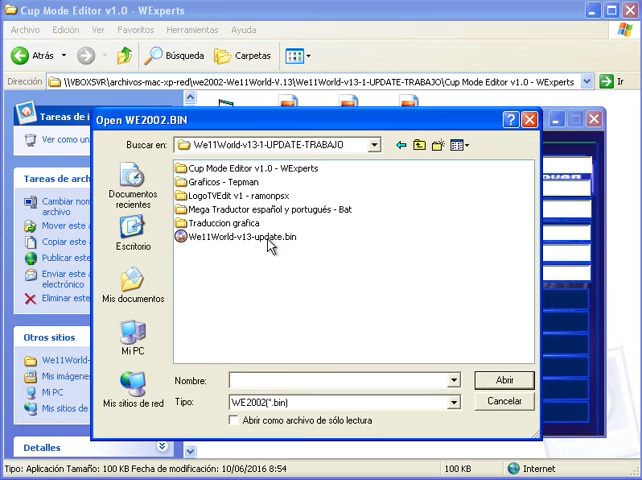 Cup Mode Editor v1.0 - WExperts
Archivo Edición Ver Favoritos Herramientas Ayuda
Atrás Búsqueda Carpetas
Dirección \\VBOXSVR\archivos-mac-xp-red\we2002-We11World-V.13\We11World-v13-1-UPDATE-TRABAJO\Cup Mode Editor v1.0 - WExperts Ir
Tareas de
Ver como un
Tareas de arch
Cambiar nomb
archivo
Mover este a
Copiar este a
Publicar este
Enviar este a
electrónico
Eliminar este
Otros sitios
We11World-
Mis imágenes
Mi PC
Mis sitios de
Detalles
Open WE2002.BIN
Buscar en: We11World-v13-1-UPDATE-TRABAJO
Documentos
recientes
Escritorio
Mis documentos
Mi PC
Mis sitios de red
Cup Mode Editor v1.0 - WExperts
Graficos - Tepman
LogoTVEdit v1 - ramonpsx
Mega Traductor español y portugués - Bat
Traduccion grafica
We11World-v13-update.bin
Nombre:
Abrir
Tipo: WE2002(*.bin)
Cancelar
Abrir como archivo de sólo lectura
Tipo: Aplicación Tamaño: 100 KB Fecha de modificación: 10/06/2016 8:54 100 KB Internet